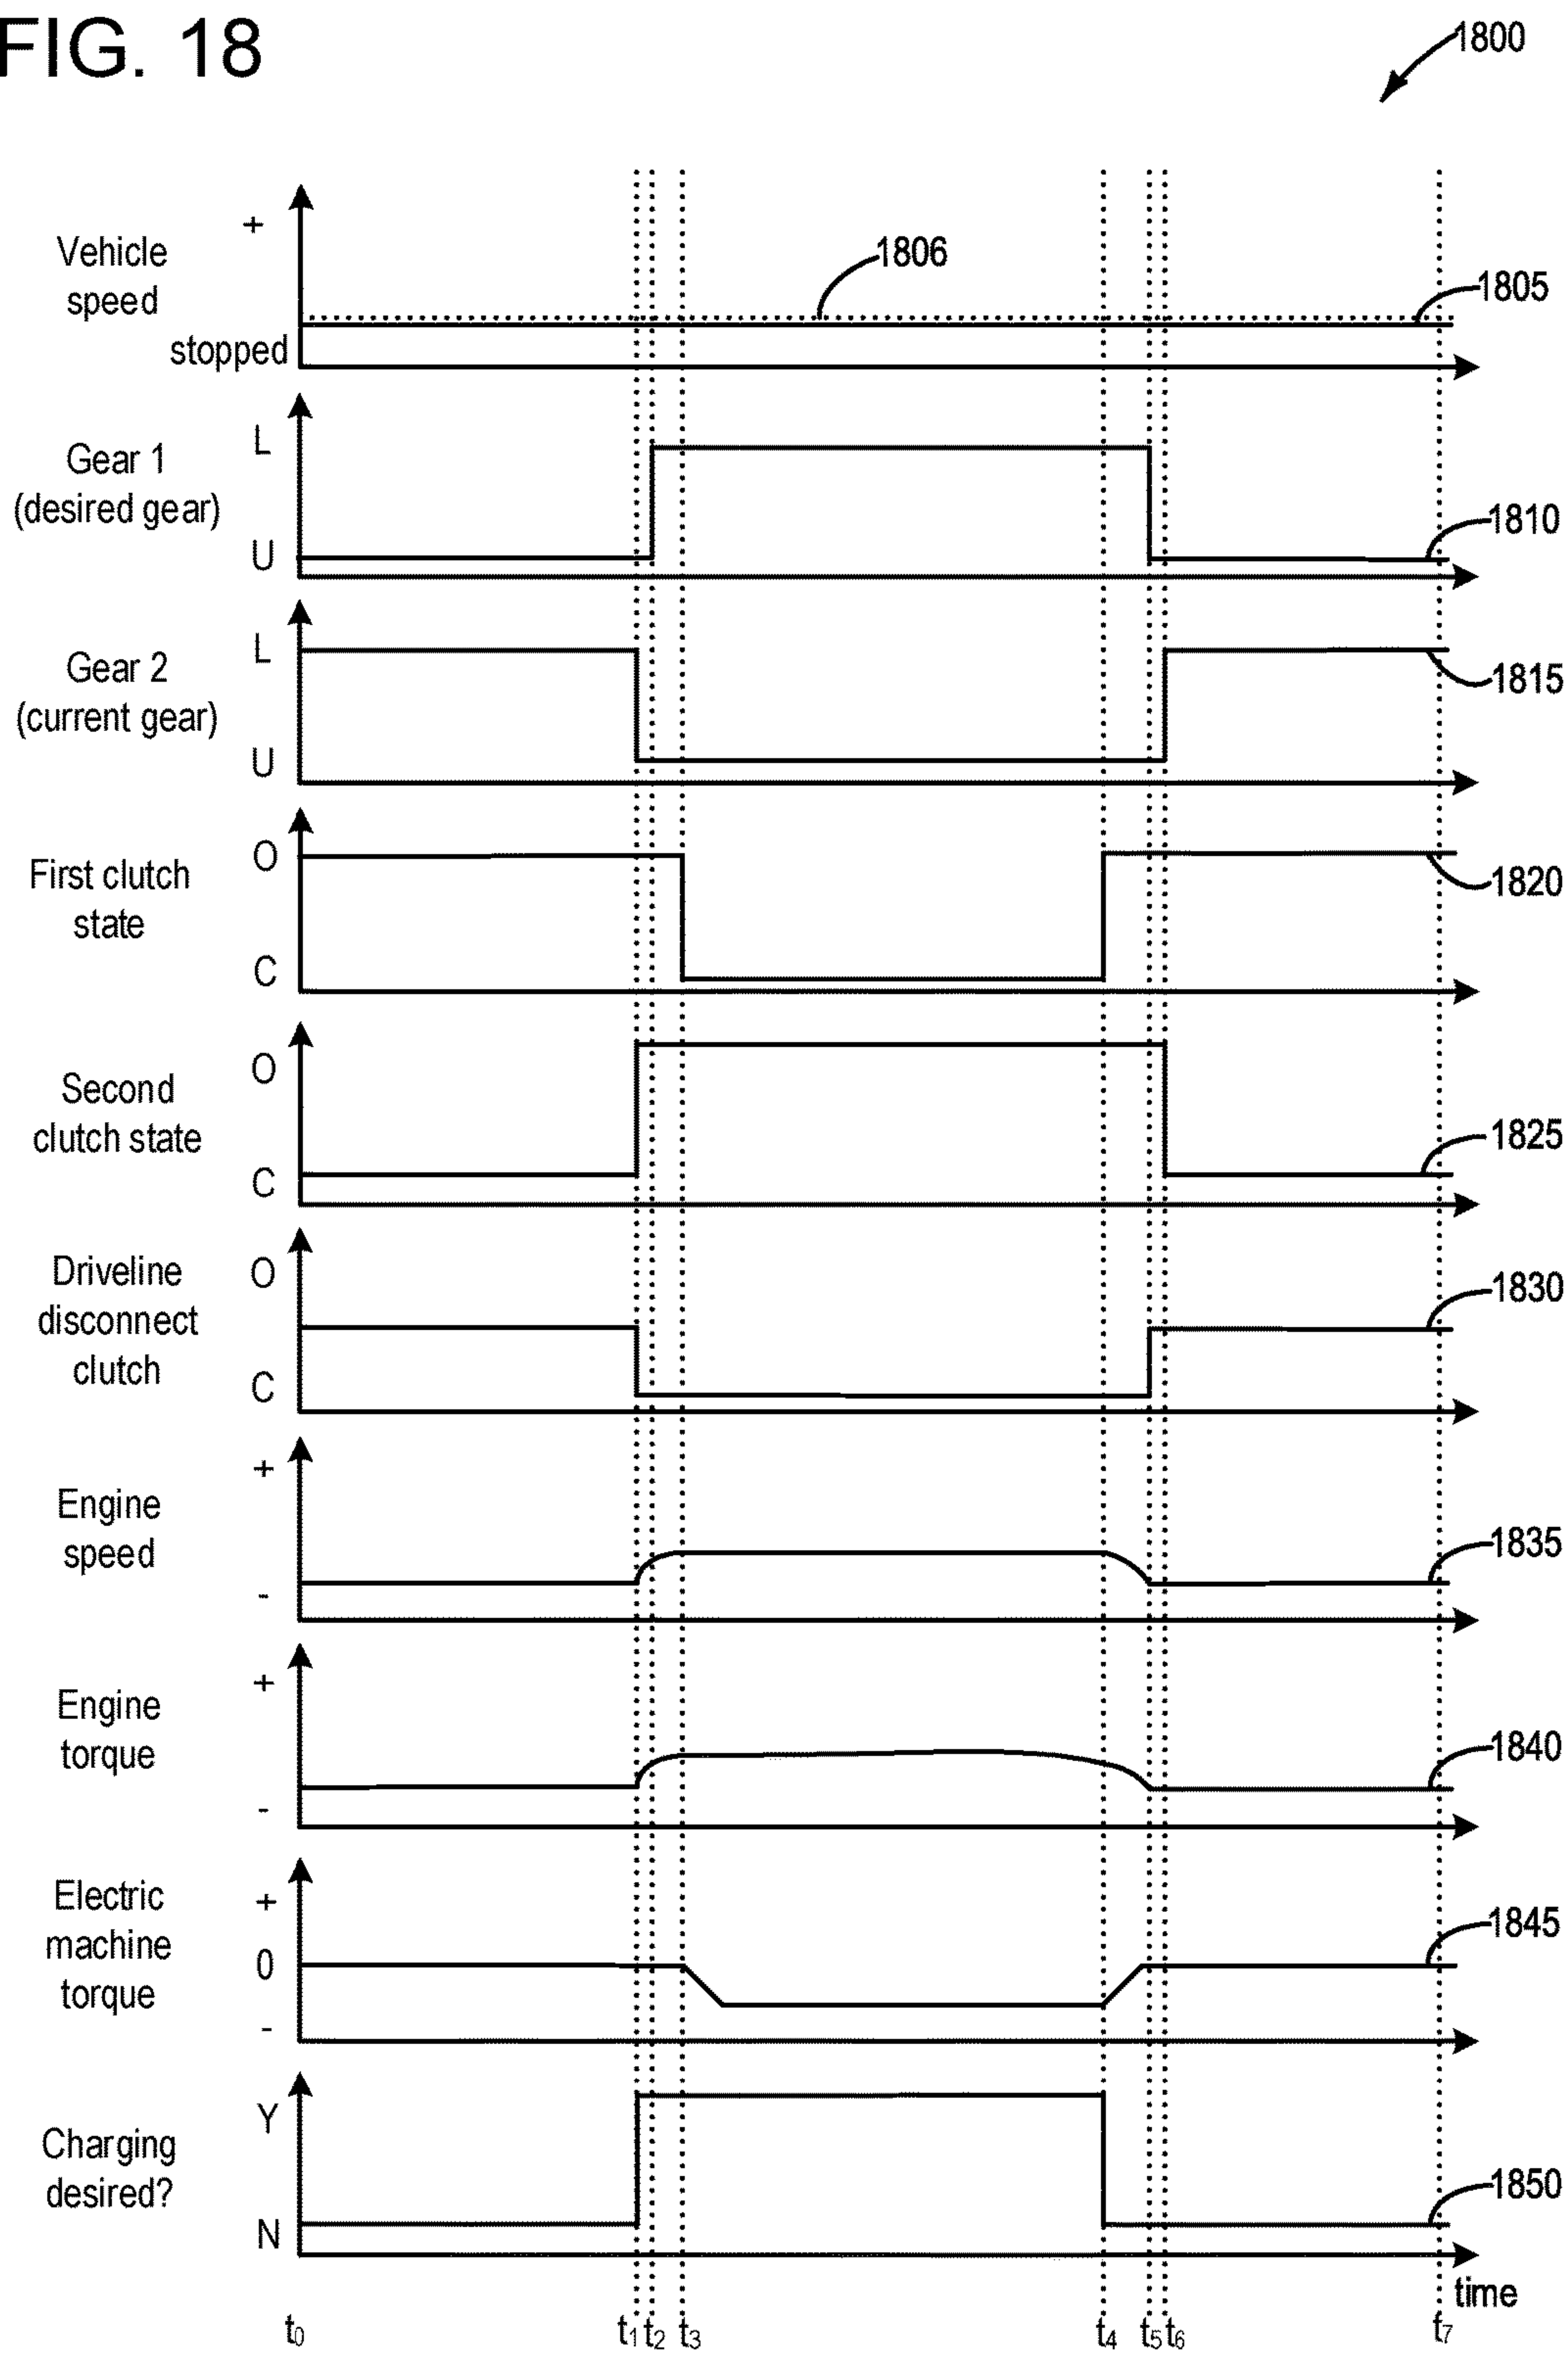 FIG. 18
1800
Vehicle
speed
+
stopped
1806
1805
Gear 1
(desired gear)
L
U
1810
Gear 2
(current gear)
L
U
1815
First clutch
state
O
C
1820
Second
clutch state
O
C
1825
Driveline
disconnect
clutch
O
C
1830
Engine
speed
+
-
1835
Engine
torque
+
-
1840
Electric
machine
torque
+
0
-
1845
Charging
desired?
Y
N
1850
time
t0 t1 t2 t3 t4 t5 t6 t7